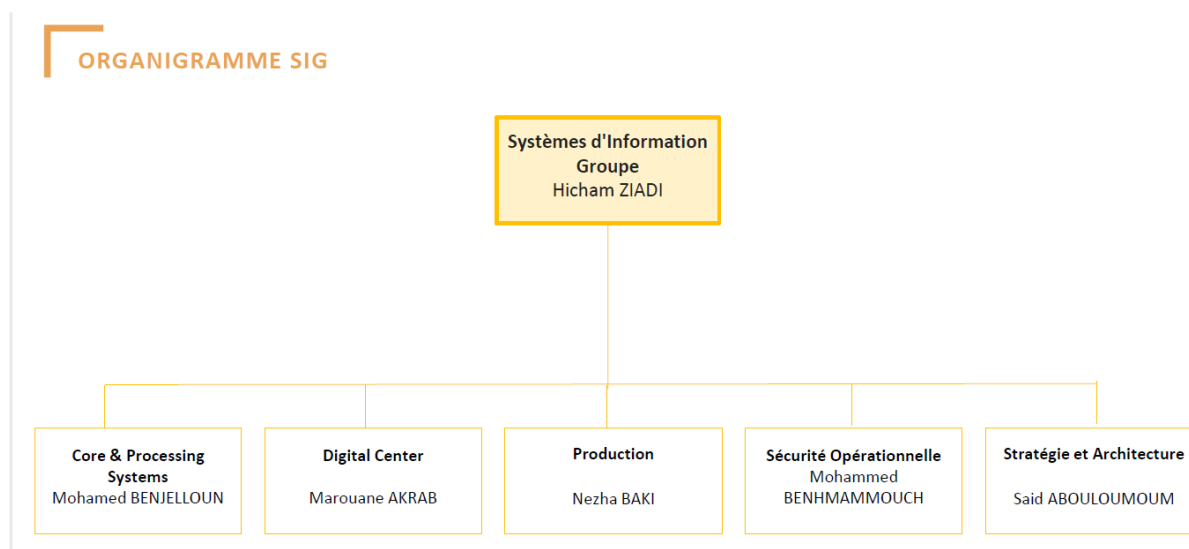 ORGANIGRAMME SIG
Systèmes d'Information
Groupe
Hicham ZIADI
Core & Processing
Systems
Mohamed BENJELLOUN
Digital Center
Marouane AKRAB
Production
Nezha BAKI
Sécurité Opérationnelle
Mohammed
BENHMAMMOUCH
Stratégie et Architecture
Said ABOULOUMOUM